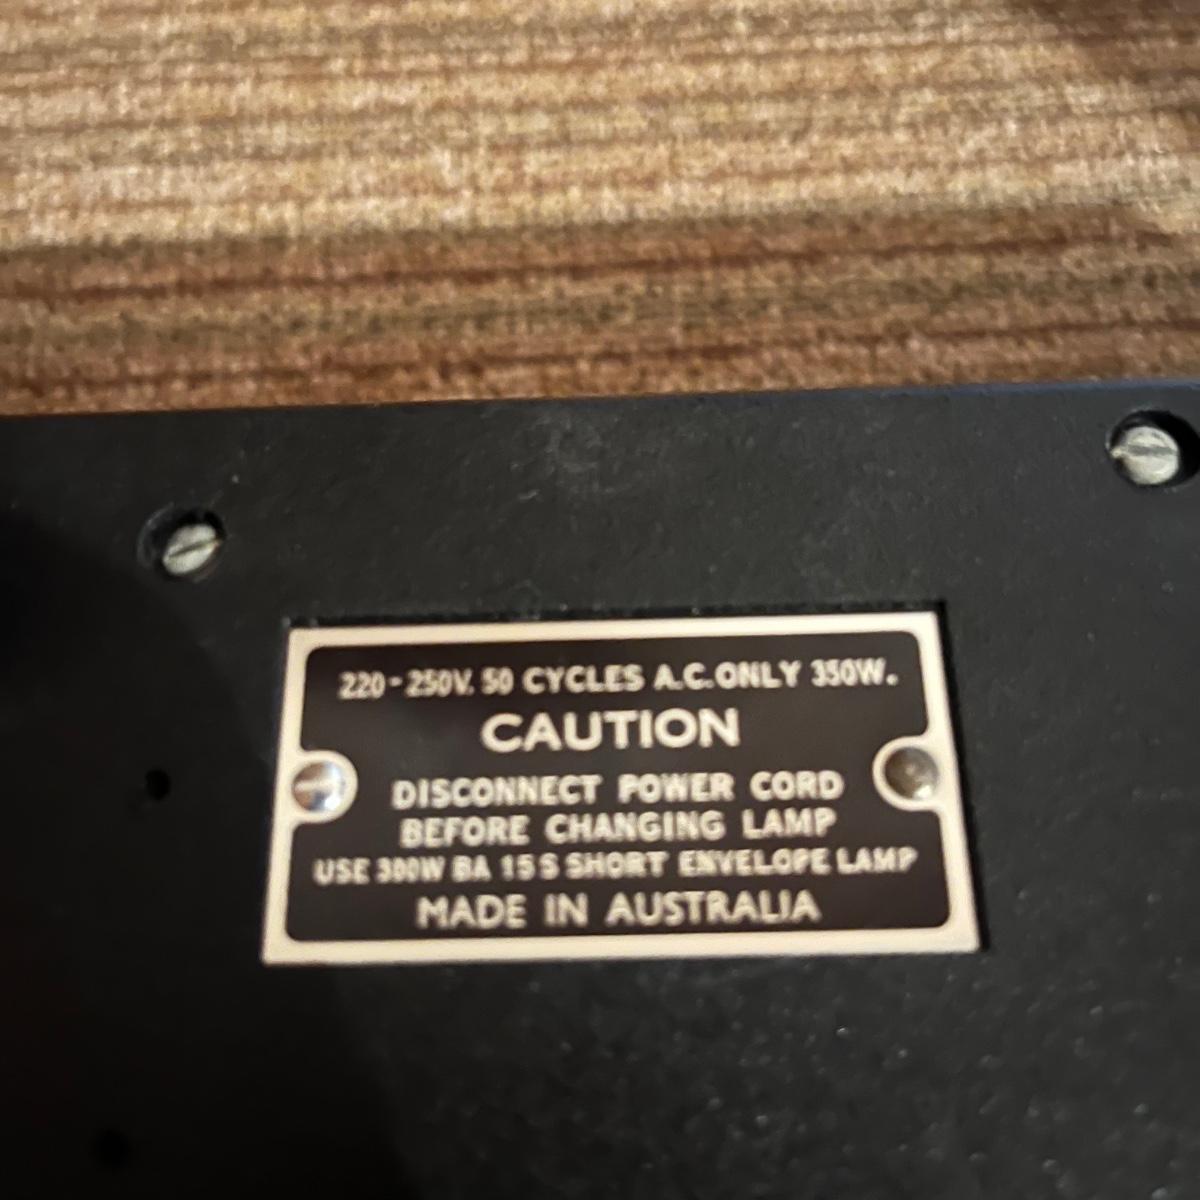 220-250V. 50 CYCLES A.C. ONLY 350W.
CAUTION
DISCONNECT POWER CORD
BEFORE CHANGING LAMP
USE 300W BA 15 S SHORT ENVELOPE LAMP
MADE IN AUSTRALIA